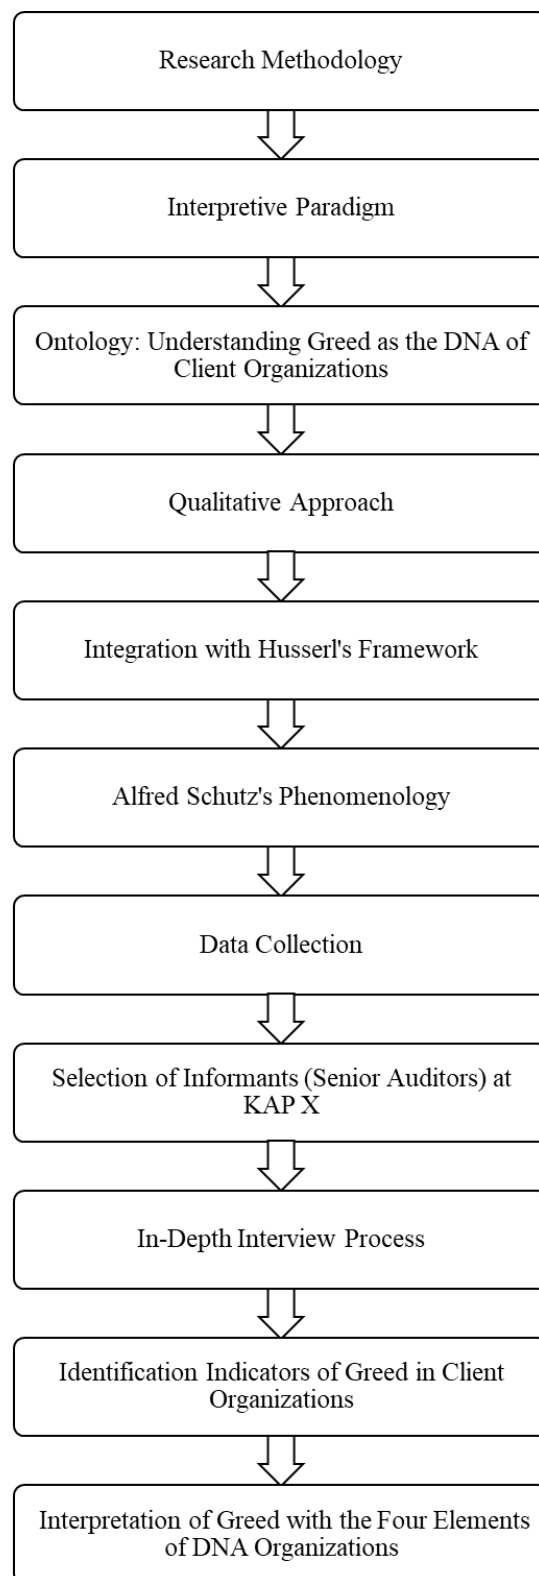 Research Methodology
Interpretive Paradigm
Ontology: Understanding Greed as the DNA of
Client Organizations
Qualitative Approach
Integration with Husserl's Framework
Alfred Schutz's Phenomenology
Data Collection
Selection of Informants (Senior Auditors) at
KAP X
In-Depth Interview Process
Identification Indicators of Greed in Client
Organizations
Interpretation of Greed with the Four Elements
of DNA Organizations